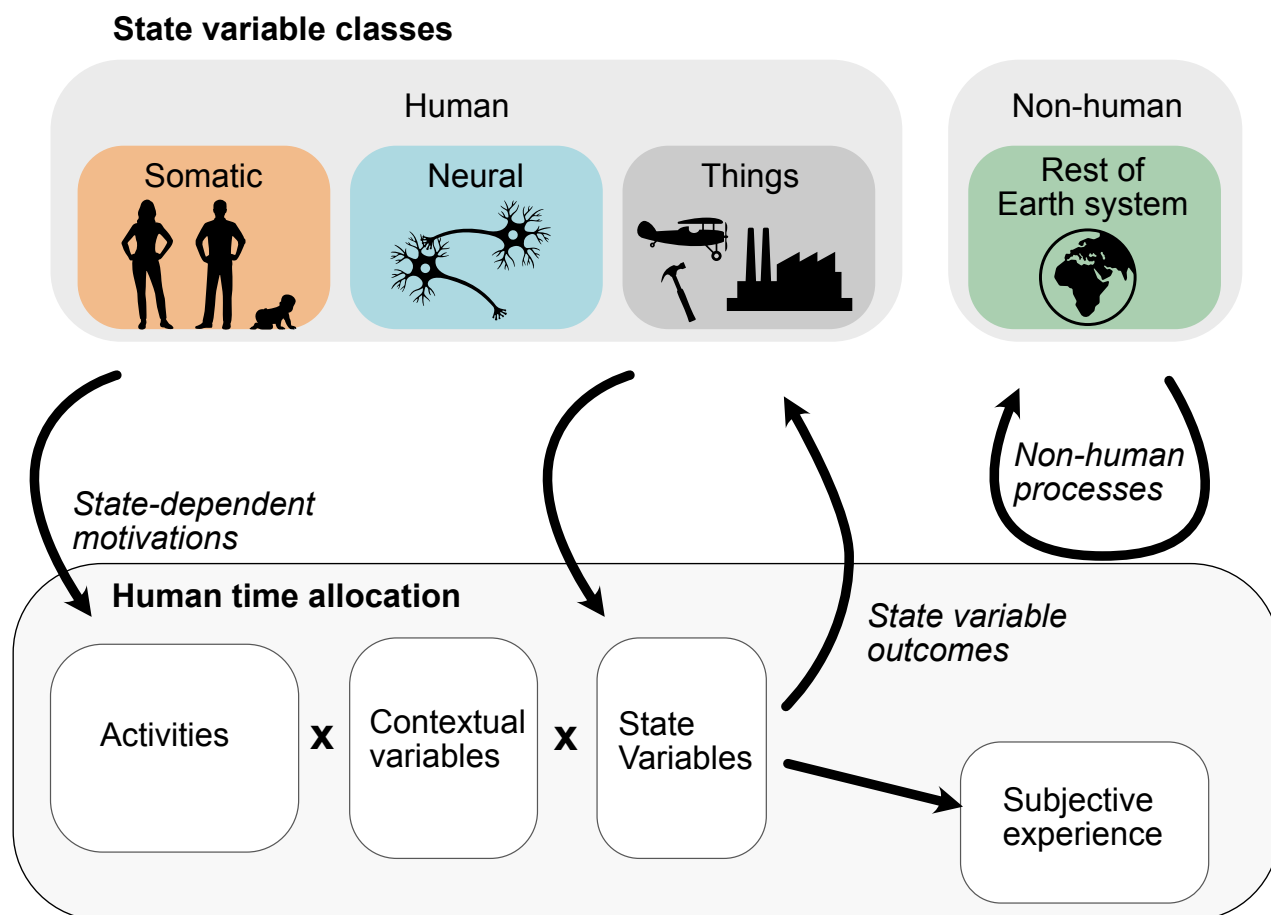 State variable classes
Human
Non-human
Somatic
Neural
Things
Rest of
Earth system
State-dependent
motivations
Non-human
processes
Human time allocation
State variable
outcomes
Activities
x
Contextual
variables
x
State
Variables
Subjective
experience